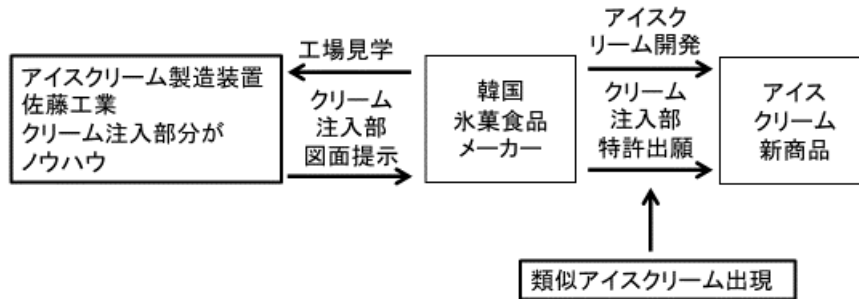 アイスクリーム製造装置
佐藤工業
クリーム注入部分が
ノウハウ
工場見学
クリーム
注入部
図面提示
韓国
氷菓食品
メーカー
アイスク
リーム開発
クリーム
注入部
特許出願
アイス
クリーム
新商品
類似アイスクリーム出現